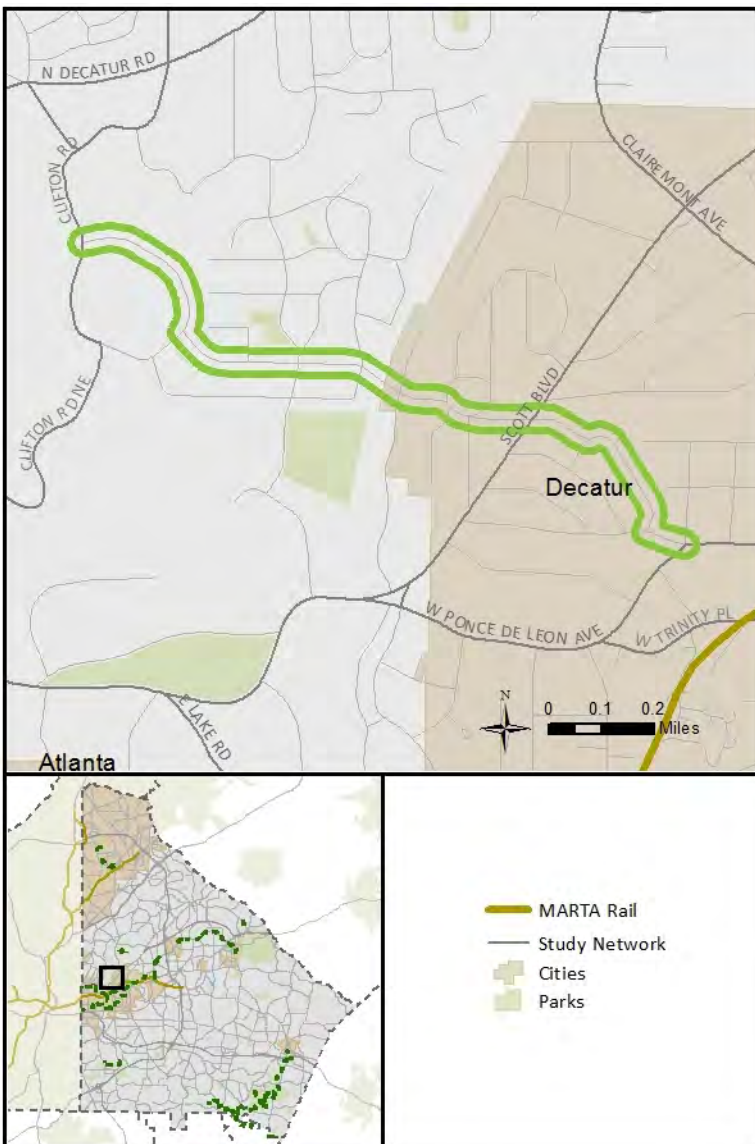 N DECATUR RD
CLIFTON RD
CLAIREMONT AVE
CLIFTON RD NE
SCOTT BLVD
Decatur
W PONCE DE LEON AVE
W TRINITY PL
N
0 0.1 0.2
Miles
LAKE RD
Atlanta
MARTA Rail
Study Network
Cities
Parks